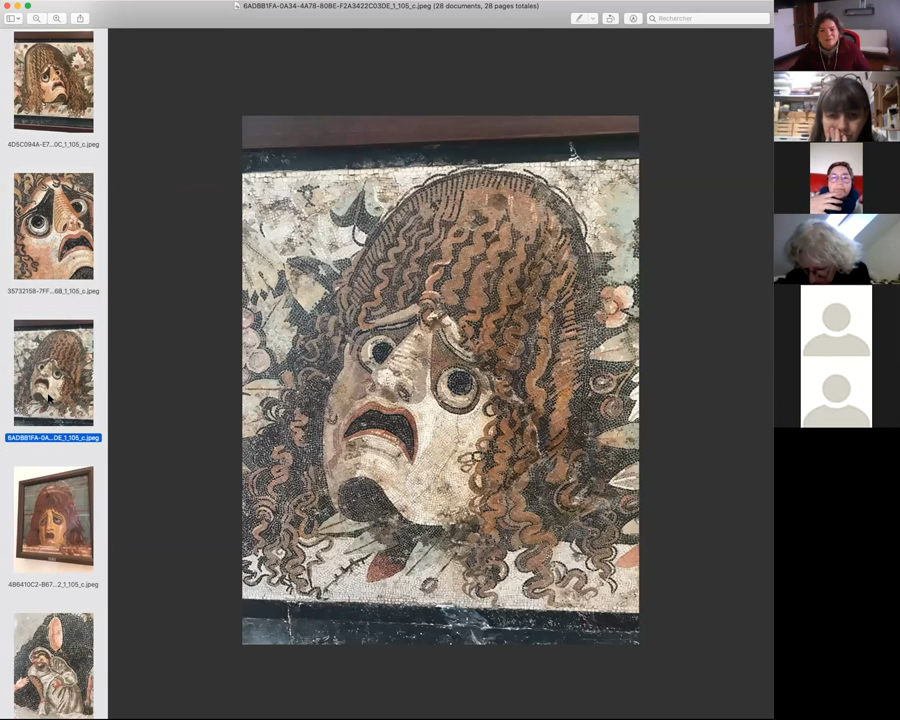 6ADBB1FA-0A34-4A78-80BE-F2A3422C03DE_1_105_c.jpeg (28 documents, 28 pages totales)
Rechercher
4D5C094A-E7...0C_1_105_c.jpeg
35732158-7FF...6B_1_105_c.jpeg
6ADBB1FA-0A...DE_1_105_c.jpeg
4B6410C2-B67...2_1_105_c.jpeg